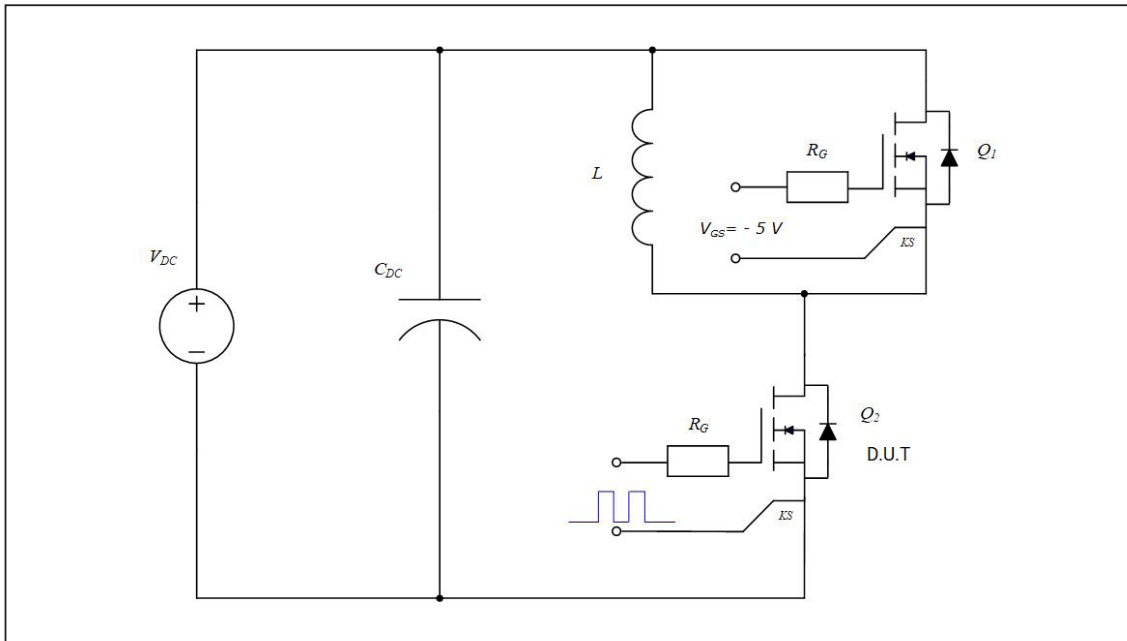 R_G
Q_1
L
V_GS= - 5 V
KS
V_DC
C_DC
+
−
Q_2
R_G
D.U.T
KS